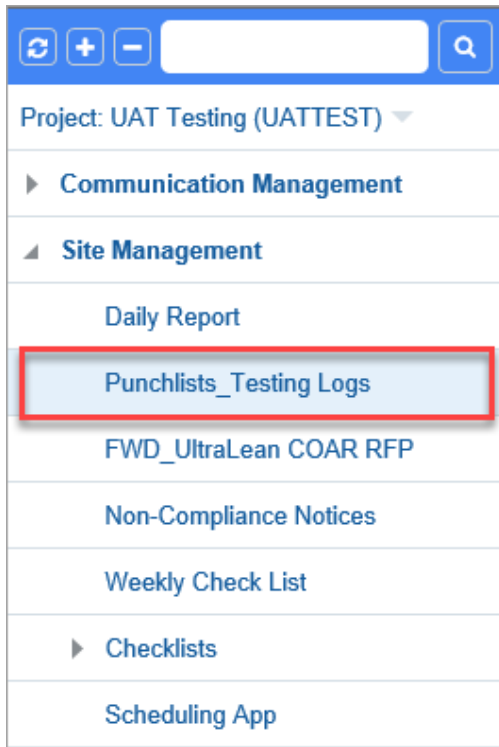 Project: UAT Testing (UATTEST)
Communication Management
Site Management
Daily Report
Punchlists_Testing Logs
FWD_UltraLean COAR RFP
Non-Compliance Notices
Weekly Check List
Checklists
Scheduling App